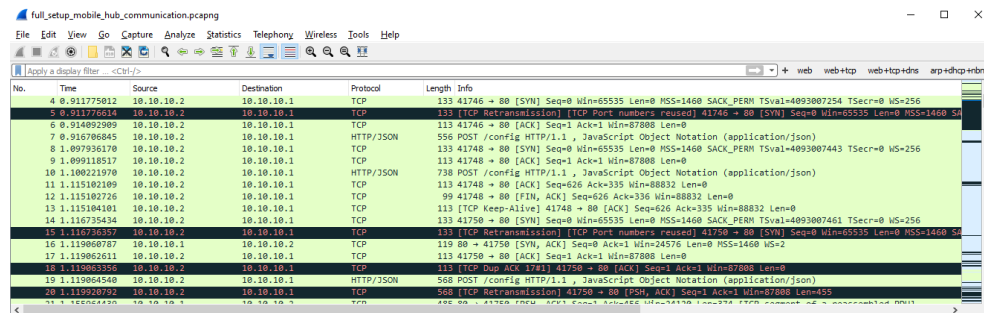 full_setup_mobile_hub_communication.pcapng
File Edit View Go Capture Analyze Statistics Telephony Wireless Tools Help
Apply a display filter ... <Ctrl-/> + web web+tcp web+tcp+dns arp+dhcp+nbn
No. Time Source Destination Protocol Length Info
4 0.911775012 10.10.10.2 10.10.10.1 TCP 133 41746 → 80 [SYN] Seq=0 Win=65535 Len=0 MSS=1460 SACK_PERM TSval=4093007254 TSecr=0 WS=256
5 0.911776614 10.10.10.2 10.10.10.1 TCP 133 [TCP Retransmission] [TCP Port numbers reused] 41746 → 80 [SYN] Seq=0 Win=65535 Len=0 MSS=1460 SA
6 0.914092909 10.10.10.2 10.10.10.1 TCP 113 41746 → 80 [ACK] Seq=1 Ack=1 Win=87808 Len=0
7 0.916706845 10.10.10.2 10.10.10.1 HTTP/JSON 556 POST /config HTTP/1.1 , JavaScript Object Notation (application/json)
8 1.097936170 10.10.10.2 10.10.10.1 TCP 133 41748 → 80 [SYN] Seq=0 Win=65535 Len=0 MSS=1460 SACK_PERM TSval=4093007443 TSecr=0 WS=256
9 1.099118517 10.10.10.2 10.10.10.1 TCP 113 41748 → 80 [ACK] Seq=1 Ack=1 Win=87808 Len=0
10 1.100221970 10.10.10.2 10.10.10.1 HTTP/JSON 738 POST /config HTTP/1.1 , JavaScript Object Notation (application/json)
11 1.115102109 10.10.10.2 10.10.10.1 TCP 113 41748 → 80 [ACK] Seq=626 Ack=335 Win=88832 Len=0
12 1.115102726 10.10.10.2 10.10.10.1 TCP 99 41748 → 80 [FIN, ACK] Seq=626 Ack=336 Win=88832 Len=0
13 1.115104101 10.10.10.2 10.10.10.1 TCP 113 [TCP Keep-Alive] 41748 → 80 [ACK] Seq=626 Ack=336 Win=88832 Len=0
14 1.116735434 10.10.10.2 10.10.10.1 TCP 133 41750 → 80 [SYN] Seq=0 Win=65535 Len=0 MSS=1460 SACK_PERM TSval=4093007461 TSecr=0 WS=256
15 1.116736357 10.10.10.2 10.10.10.1 TCP 133 [TCP Retransmission] [TCP Port numbers reused] 41750 → 80 [SYN] Seq=0 Win=65535 Len=0 MSS=1460 SA
16 1.119060787 10.10.10.1 10.10.10.2 TCP 119 80 → 41750 [SYN, ACK] Seq=0 Ack=1 Win=24576 Len=0 MSS=1460 WS=2
17 1.119062611 10.10.10.2 10.10.10.1 TCP 113 41750 → 80 [ACK] Seq=1 Ack=1 Win=87808 Len=0
18 1.119063356 10.10.10.2 10.10.10.1 TCP 113 [TCP Dup ACK 17#1] 41750 → 80 [ACK] Seq=1 Ack=1 Win=87808 Len=0
19 1.119064540 10.10.10.2 10.10.10.1 HTTP/JSON 568 POST /config HTTP/1.1 , JavaScript Object Notation (application/json)
20 1.119920792 10.10.10.2 10.10.10.1 TCP 568 [TCP Retransmission] 41750 → 80 [PSH, ACK] Seq=1 Ack=1 Win=87808 Len=455